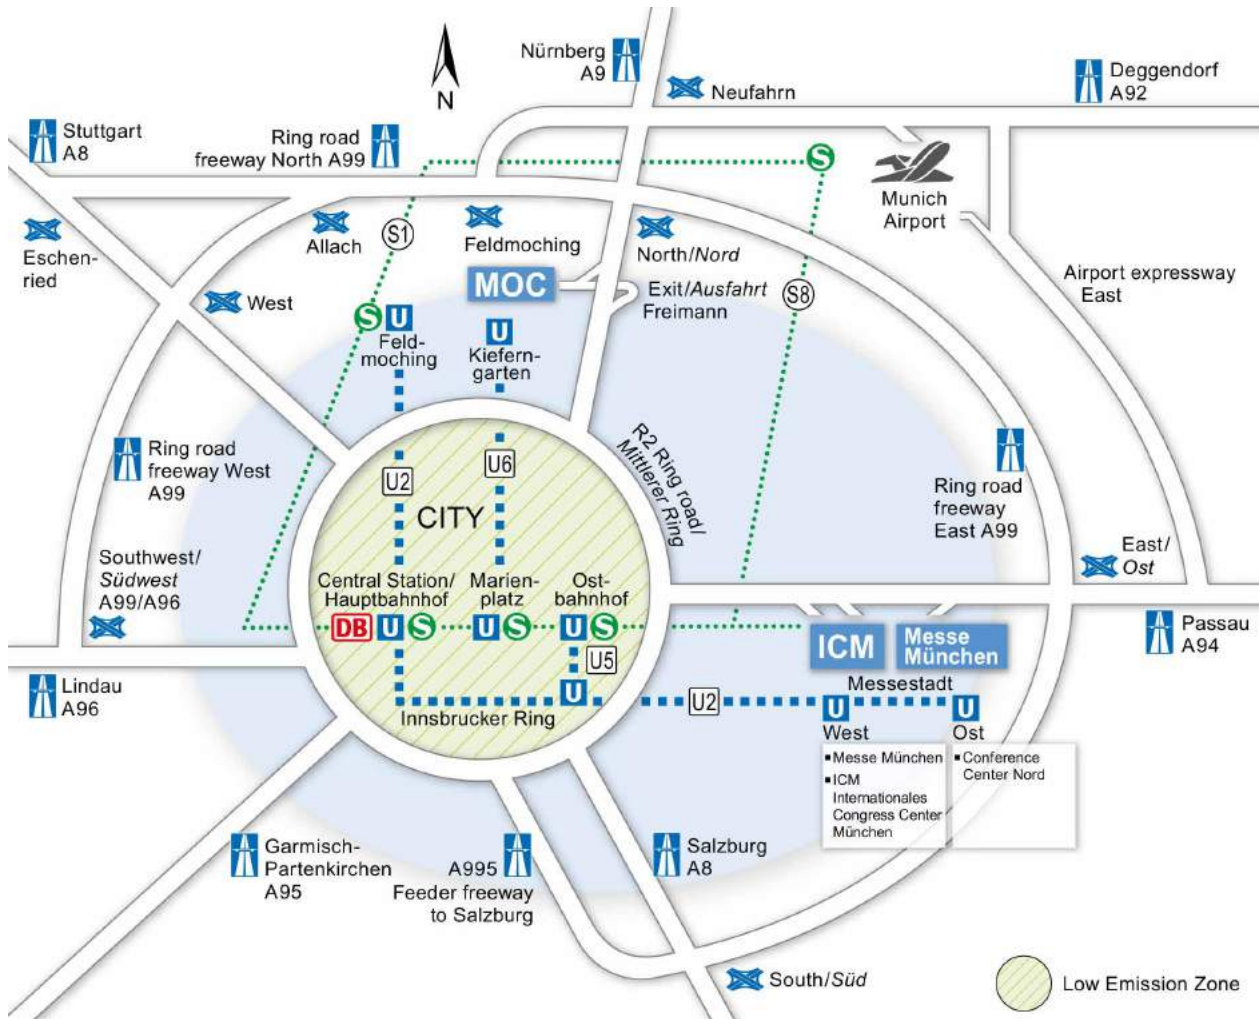 Nürnberg
A9
N
Neufahrn
Deggendorf
A92
Stuttgart
A8
Ring road
freeway North A99
S
Munich
Airport
Eschen-
ried
Allach
S1
Feldmoching
North/Nord
MOC
Exit/Ausfahrt
Freimann
S8
Airport expressway
East
West
S
U
Feld-
moching
U
Kiefern-
garten
Ring road
freeway West
A99
U2
U6
R2 Ring road/
Mittlerer Ring
Ring road
freeway
East A99
CITY
Southwest/
Südwest
A99/A96
East/
Ost
Central Station/
Hauptbahnhof
Marien-
platz
Ost-
bahnhof
DB U S
U S
U S
ICM
Messe
München
Passau
A94
U5
Lindau
A96
U
Innsbrucker Ring
U2
Messestadt
U
West
U
Ost
Messe München
ICM
Internationales
Congress Center
München
Conference
Center Nord
Garmisch-
Partenkirchen
A95
A995
Feeder freeway
to Salzburg
Salzburg
A8
South/Süd
Low Emission Zone